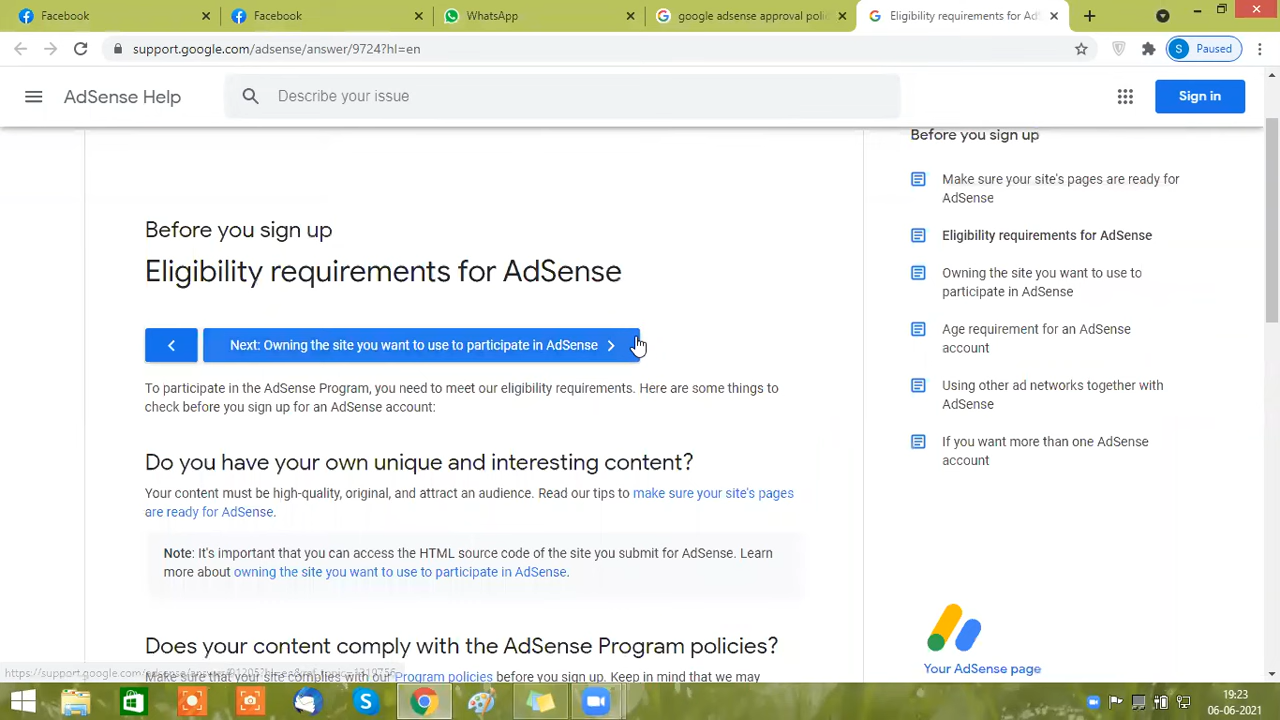 Facebook
Facebook
WhatsApp
google adsense approval poli
Eligibility requirements for Ad
support.google.com/adsense/answer/9724?hl=en
S Paused
AdSense Help
Describe your issue
Sign in
Before you sign up
Eligibility requirements for AdSense
Next: Owning the site you want to use to participate in AdSense
To participate in the AdSense Program, you need to meet our eligibility requirements. Here are some things to
check before you sign up for an AdSense account:
Do you have your own unique and interesting content?
Your content must be high-quality, original, and attract an audience. Read our tips to make sure your site's pages
are ready for AdSense.
Note: It's important that you can access the HTML source code of the site you submit for AdSense. Learn
more about owning the site you want to use to participate in AdSense.
Does your content comply with the AdSense Program policies?
Make sure that your site complies with our Program policies before you sign up. Keep in mind that we may
Before you sign up
Make sure your site's pages are ready for
AdSense
Eligibility requirements for AdSense
Owning the site you want to use to
participate in AdSense
Age requirement for an AdSense
account
Using other ad networks together with
AdSense
If you want more than one AdSense
account
Your AdSense page
19:23
06-06-2021